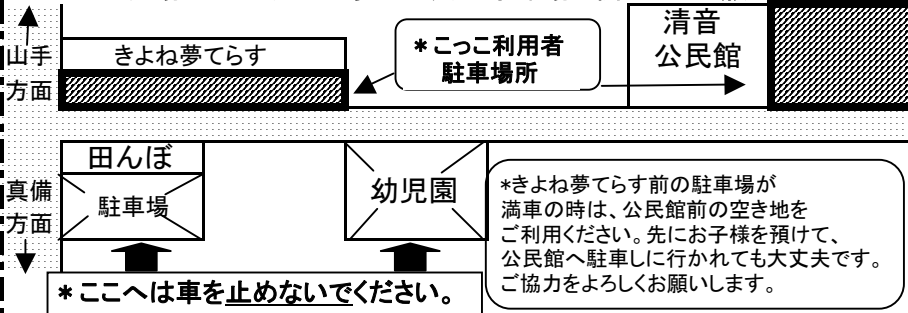 山手
方面
きよね夢てらす
*こっこ利用者
駐車場所
清音
公民館
田んぼ
駐車場
幼児園
真備
方面
*きよね夢てらす前の駐車場が
満車の時は、公民館前の空き地を
ご利用ください。先にお子様を預けて、
公民館へ駐車しに行かれても大丈夫です。
ご協力をよろしくお願いします。
*ここへは車を止めないでください。